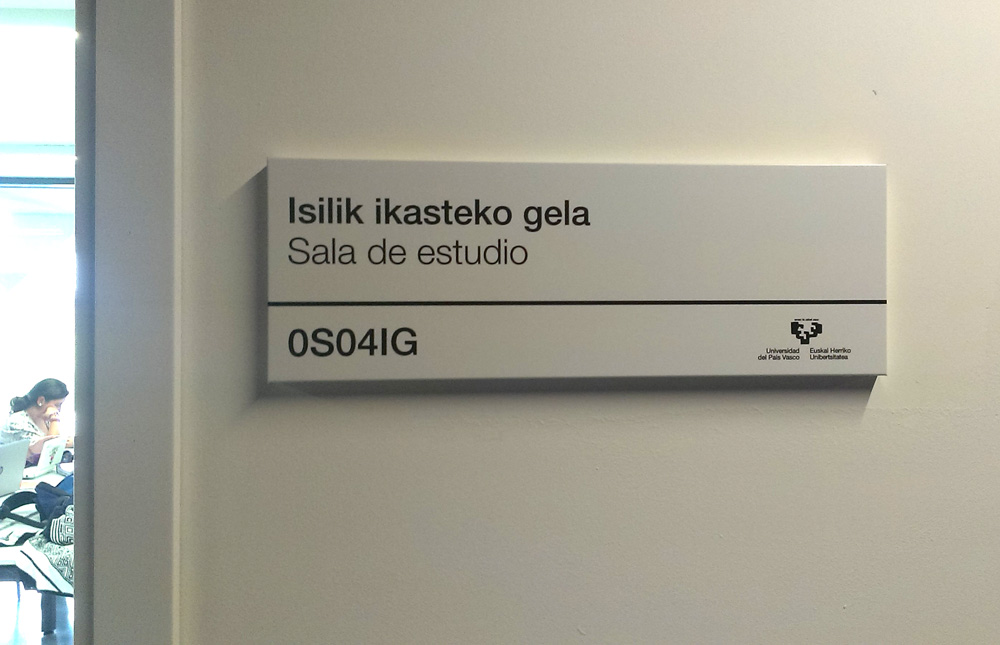 Isilik ikasteko gela
Sala de estudio
0S04IG
Universidad
del País Vasco
Euskal Herriko
Unibertsitatea